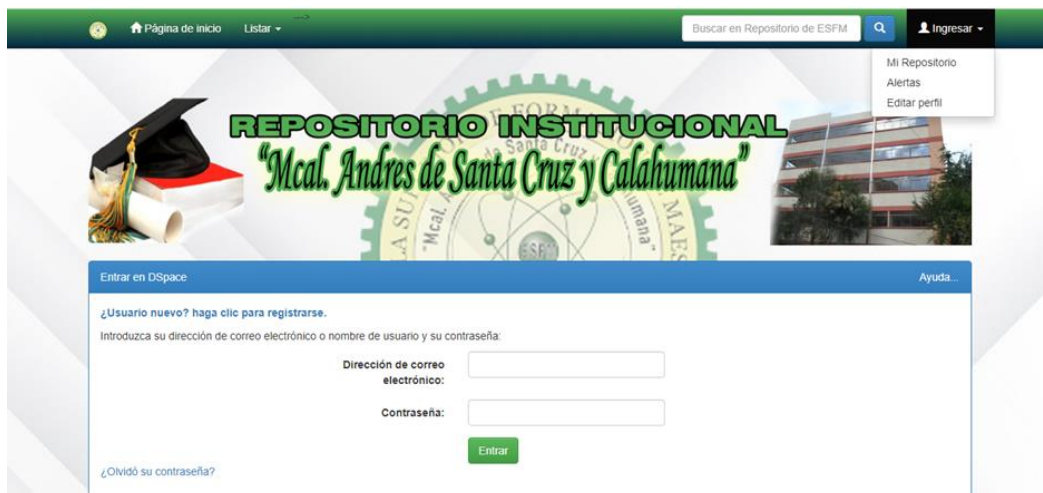 Página de inicio
Listar
--->
Buscar en Repositorio de ESFM
Ingresar
Mi Repositorio
Alertas
Editar perfil
REPOSITORIO INSTITUCIONAL
"Mcal. Andres de Santa Cruz y Calahumana"
ESFM
Entrar en DSpace
Ayuda...
¿Usuario nuevo? haga clic para registrarse.
Introduzca su dirección de correo electrónico o nombre de usuario y su contraseña:
Dirección de correo
electrónico:
Contraseña:
Entrar
¿Olvidó su contraseña?